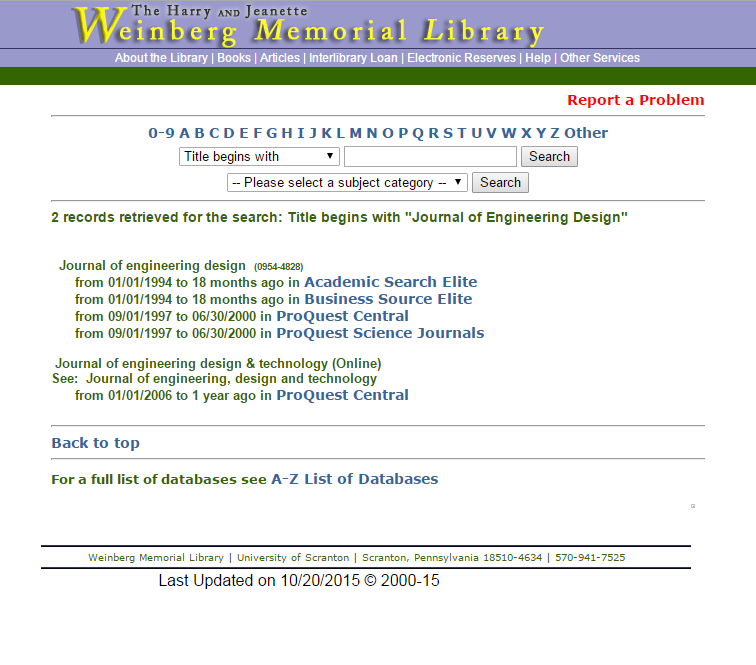 The Harry AND Jeanette
Weinberg Memorial Library
About the Library | Books | Articles | Interlibrary Loan | Electronic Reserves | Help | Other Services
Report a Problem
0-9 A B C D E F G H I J K L M N O P Q R S T U V W X Y Z Other
Title begins with Search
-- Please select a subject category -- Search
2 records retrieved for the search: Title begins with "Journal of Engineering Design"
Journal of engineering design (0954-4828)
from 01/01/1994 to 18 months ago in Academic Search Elite
from 01/01/1994 to 18 months ago in Business Source Elite
from 09/01/1997 to 06/30/2000 in ProQuest Central
from 09/01/1997 to 06/30/2000 in ProQuest Science Journals
Journal of engineering design & technology (Online)
See: Journal of engineering, design and technology
from 01/01/2006 to 1 year ago in ProQuest Central
Back to top
For a full list of databases see A-Z List of Databases
Weinberg Memorial Library | University of Scranton | Scranton, Pennsylvania 18510-4634 | 570-941-7525
Last Updated on 10/20/2015 © 2000-15